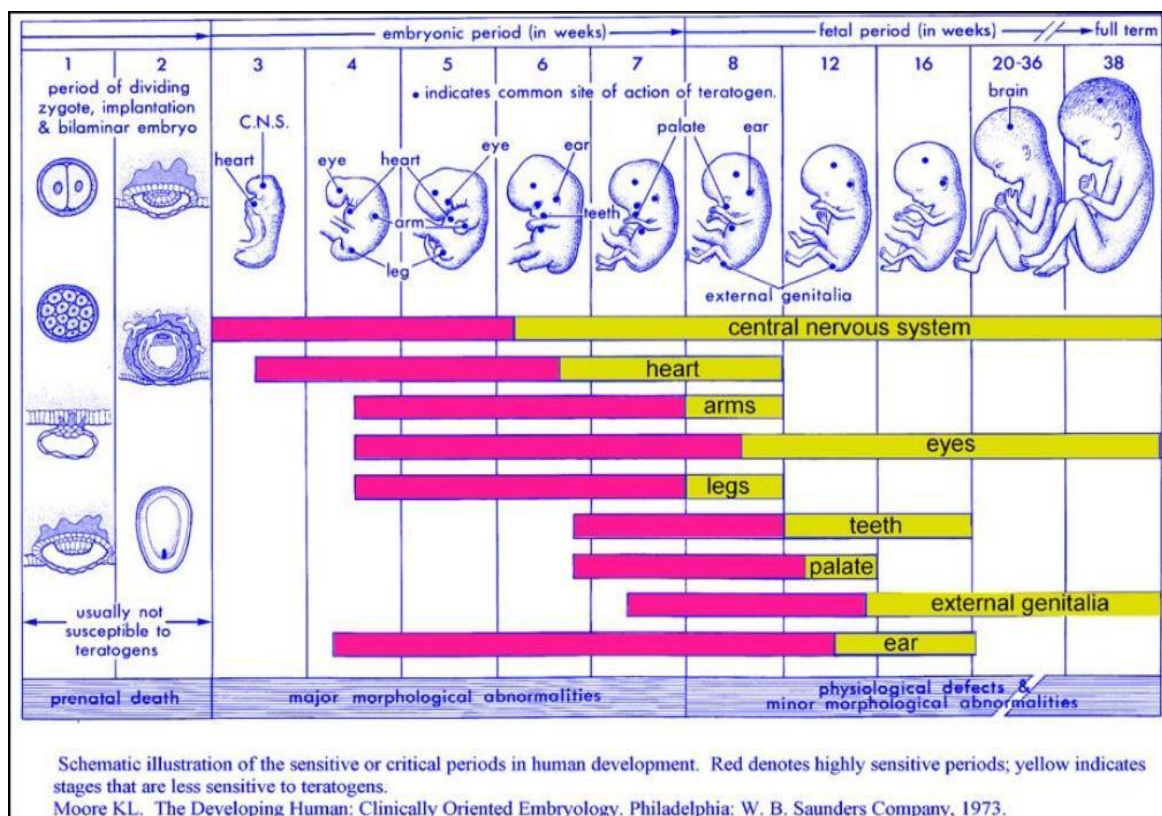 embryonic period (in weeks)
fetal period (in weeks)
full term
1
2
3
4
5
6
7
8
12
16
20-36
38
period of dividing
zygote, implantation
& bilaminar embryo
• indicates common site of action of teratogen.
C.N.S.
heart
eye
heart
eye
ear
palate
ear
brain
arm
teeth
leg
external genitalia
central nervous system
heart
arms
eyes
legs
teeth
palate
external genitalia
ear
usually not
susceptible to
teratogens
prenatal death
major morphological abnormalities
physiological defects &
minor morphological abnormalities
Schematic illustration of the sensitive or critical periods in human development. Red denotes highly sensitive periods; yellow indicates
stages that are less sensitive to teratogens.
Moore KL. The Developing Human: Clinically Oriented Embryology. Philadelphia: W. B. Saunders Company, 1973.